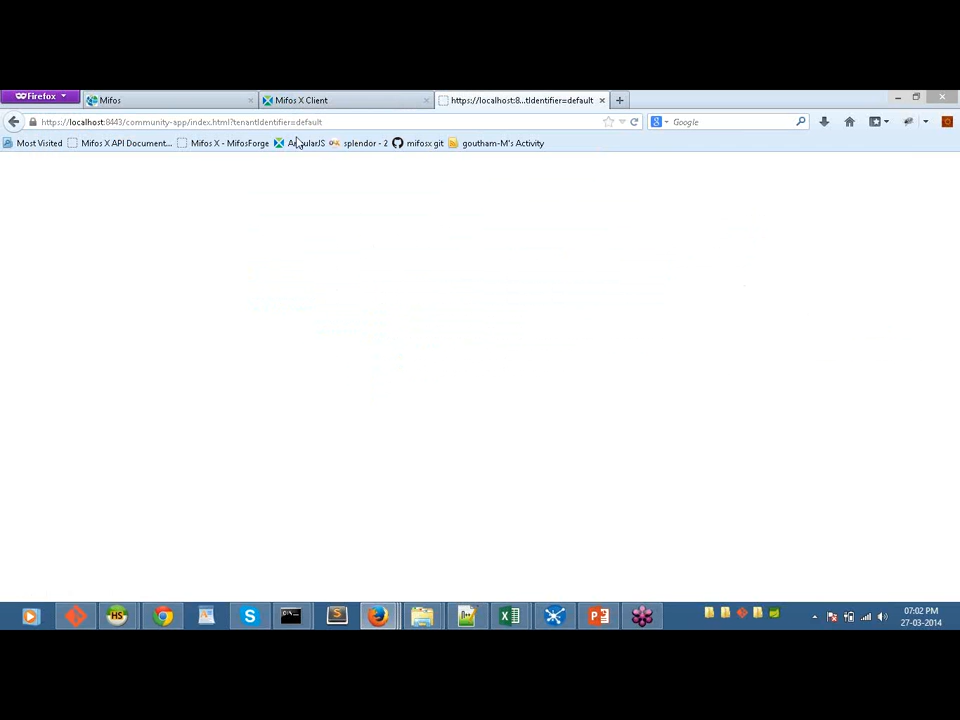 Firefox
Mifos
Mifos X Client
https://localhost:8...tIdentifier=default
https://localhost:8443/community-app/index.html?tenantIdentifier=default
Google
Most Visited
Mifos X API Document...
Mifos X - MifosForge
AngularJS
splendor - 2
mifosx git
goutham-M's Activity
HS
07:02 PM
27-03-2014